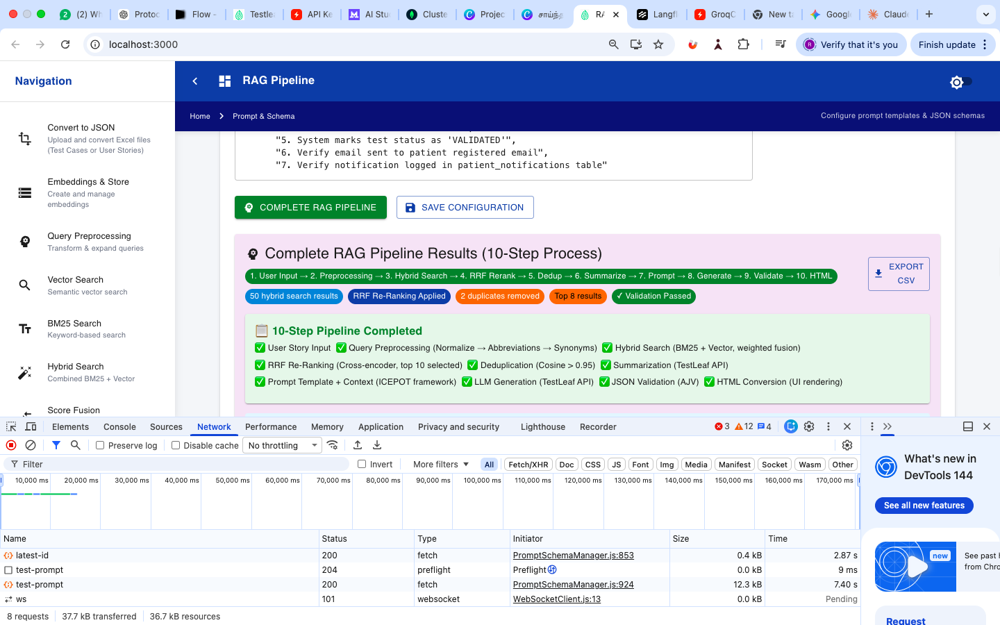 2
(2) Wh
Protoc
Flow -
Testlea
API Ke
AI Stu
Cluste
Projec
சாய்ந்த
RA
Langfl
GroqC
New ta
Googl
Claude
localhost:3000
R
Verify that it's you
Finish update
Navigation
Convert to JSON
Upload and convert Excel files
(Test Cases or User Stories)
Embeddings & Store
Create and manage
embeddings
Query Preprocessing
Transform & expand queries
Vector Search
Semantic vector search
BM25 Search
Keyword-based search
Hybrid Search
Combined BM25 + Vector
Score Fusion
RAG Pipeline
Home
Prompt & Schema
Configure prompt templates & JSON schemas
"5. System marks test status as 'VALIDATED'",
"6. Verify email sent to patient registered email",
"7. Verify notification logged in patient_notifications table"
COMPLETE RAG PIPELINE
SAVE CONFIGURATION
Complete RAG Pipeline Results (10-Step Process)
EXPORT
CSV
1. User Input → 2. Preprocessing → 3. Hybrid Search → 4. RRF Rerank → 5. Dedup → 6. Summarize → 7. Prompt → 8. Generate → 9. Validate → 10. HTML
50 hybrid search results
RRF Re-Ranking Applied
2 duplicates removed
Top 8 results
✓ Validation Passed
📋 10-Step Pipeline Completed
✅ User Story Input ✅ Query Preprocessing (Normalize → Abbreviations → Synonyms) ✅ Hybrid Search (BM25 + Vector, weighted fusion)
✅ RRF Re-Ranking (Cross-encoder, top 10 selected) ✅ Deduplication (Cosine > 0.95) ✅ Summarization (TestLeaf API)
✅ Prompt Template + Context (ICEPOT framework) ✅ LLM Generation (TestLeaf API) ✅ JSON Validation (AJV) ✅ HTML Conversion (UI rendering)
Elements Console Sources Network Performance Memory Application Privacy and security Lighthouse Recorder
3 12 4
Preserve log
Disable cache
No throttling
Filter
Invert
More filters
All Fetch/XHR Doc CSS JS Font Img Media Manifest Socket Wasm Other
10,000 ms 20,000 ms 30,000 ms 40,000 ms 50,000 ms 60,000 ms 70,000 ms 80,000 ms 90,000 ms 100,000 ms 110,000 ms 120,000 ms 130,000 ms 140,000 ms 150,000 ms 160,000 ms 170,000 ms
Name Status Type Initiator Size Time
latest-id 200 fetch PromptSchemaManager.js:853 0.4 kB 2.87 s
test-prompt 204 preflight Preflight 0.0 kB 9 ms
test-prompt 200 fetch PromptSchemaManager.js:924 12.3 kB 7.40 s
ws 101 websocket WebSocketClient.js:13 0.0 kB Pending
8 requests 37.7 kB transferred 36.7 kB resources
What's new in
DevTools 144
See all new features
new
See past h
from Chro
Request